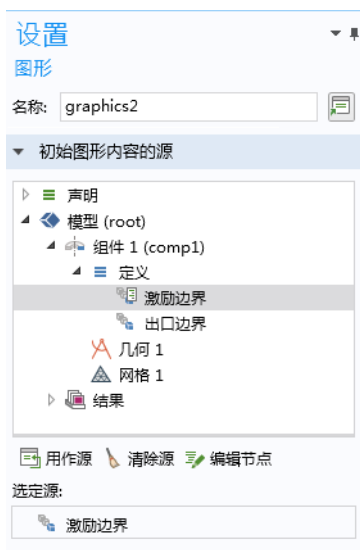 设置
图形
名称: graphics2
初始图形内容的源
声明
模型 (root)
组件 1 (comp1)
定义
激励边界
出口边界
几何 1
网格 1
结果
用作源 清除源 编辑节点
选定源:
激励边界